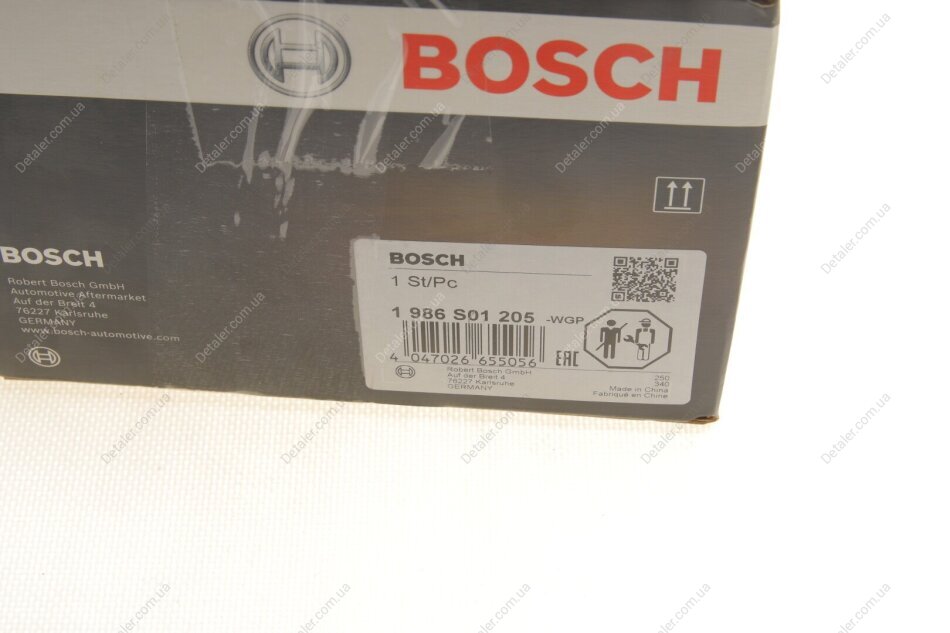 BOSCH
BOSCH
Robert Bosch GmbH
Automotive Aftermarket
Auf der Breit 4
76227 Karlsruhe
GERMANY
www.bosch-automotive.com
BOSCH
1 St/Pc
1 986 S01 205 -WGP
4 047026 655056
EAC
Robert Bosch GmbH
Auf der Breit 4
76227 Karlsruhe
GERMANY
250
340
Made in China
Fabriqué en Chine
Detaler.com.ua